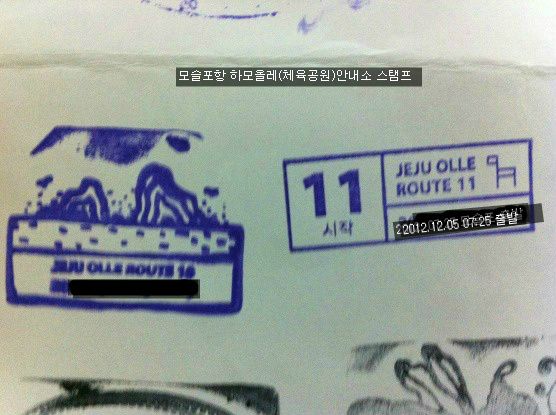 모슬포항 하모올레(체육공원)안내소 스탬프
JEJU OLLE ROUTE 10
11
시작
JEJU OLLE
ROUTE 11
2012.12.05 07:25 출발